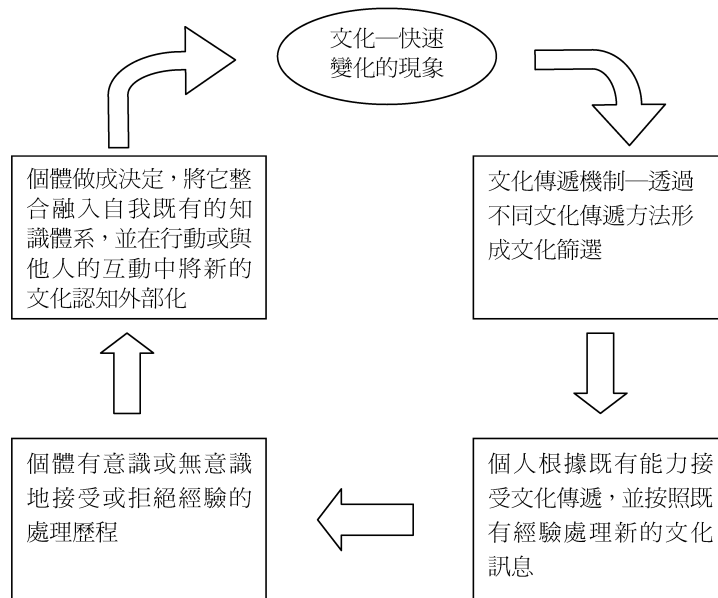 文化—快速
變化的現象
文化傳遞機制—透過
不同文化傳遞方法形
成文化篩選
個人根據既有能力接
受文化傳遞，並按照既
有經驗處理新的文化
訊息
個體有意識或無意識
地接受或拒絕經驗的
處理歷程
個體做成決定，將它整
合融入自我既有的知
識體系，並在行動或與
他人的互動中將新的
文化認知外部化